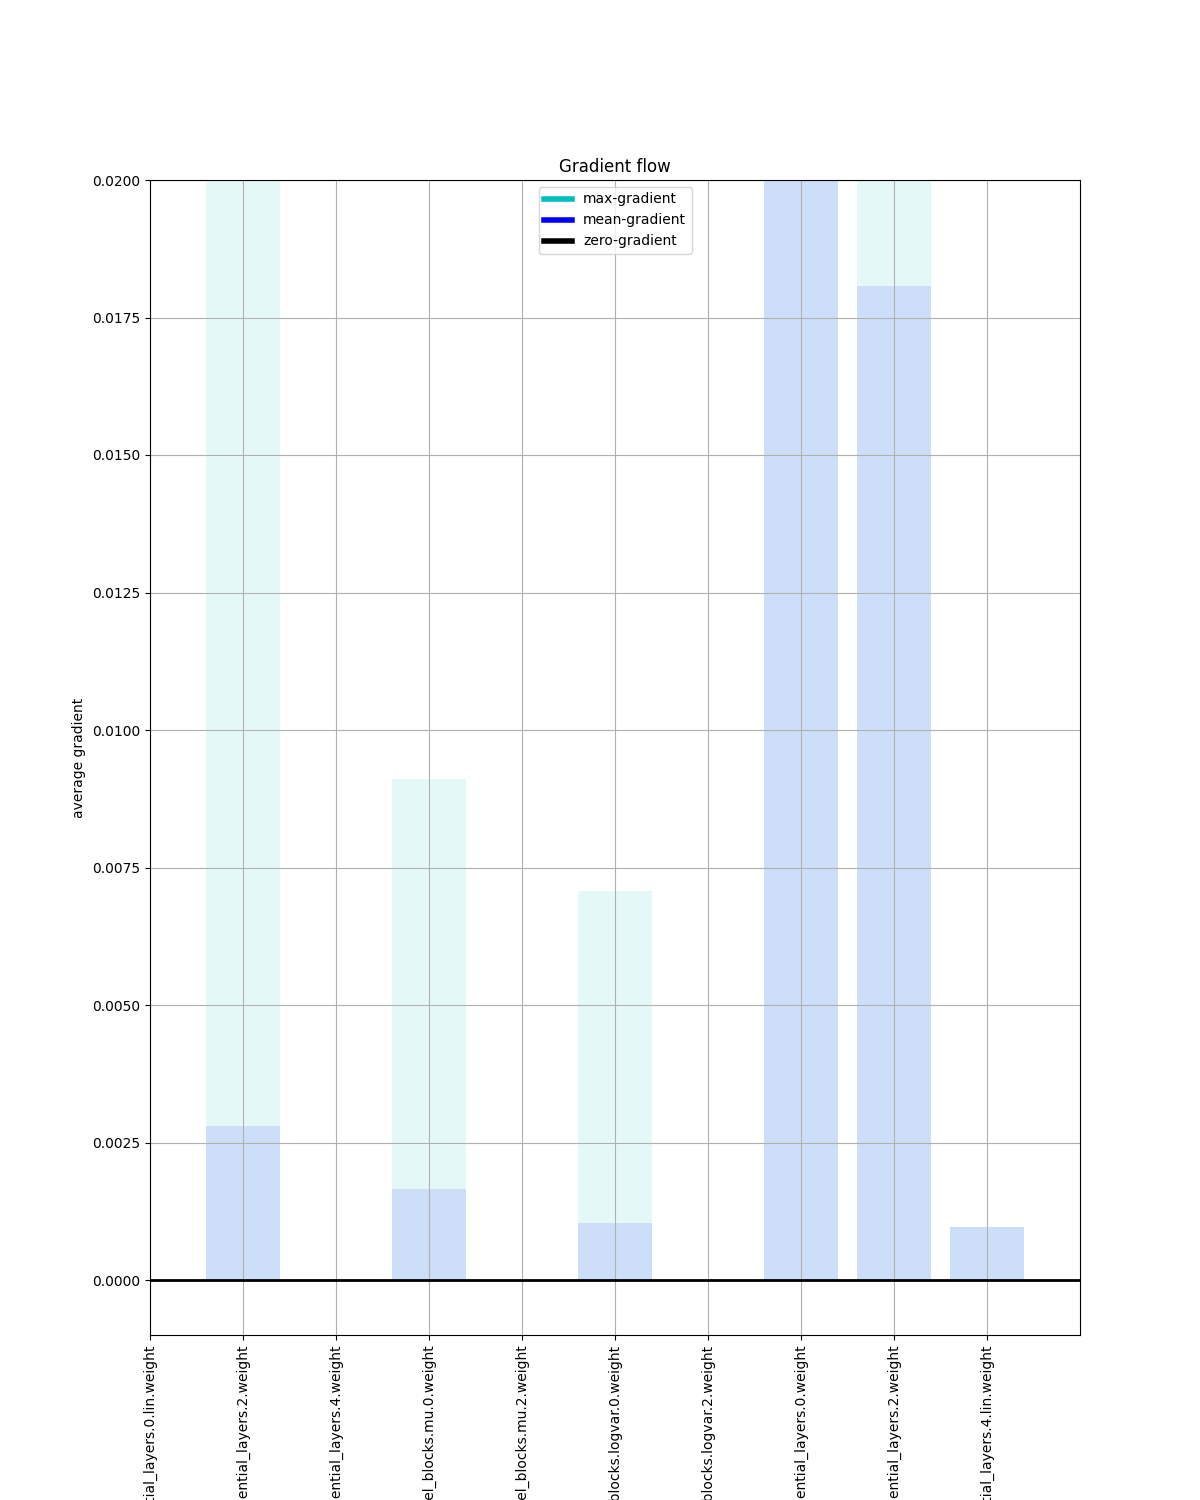 Gradient flow
max-gradient
mean-gradient
zero-gradient
average gradient
0.0200
0.0175
0.0150
0.0125
0.0100
0.0075
0.0050
0.0025
0.0000
tial_layers.0.lin.weight
ential_layers.2.weight
ential_layers.4.weight
el_blocks.mu.0.weight
el_blocks.mu.2.weight
blocks.logvar.0.weight
blocks.logvar.2.weight
ential_layers.0.weight
ential_layers.2.weight
tial_layers.4.lin.weight